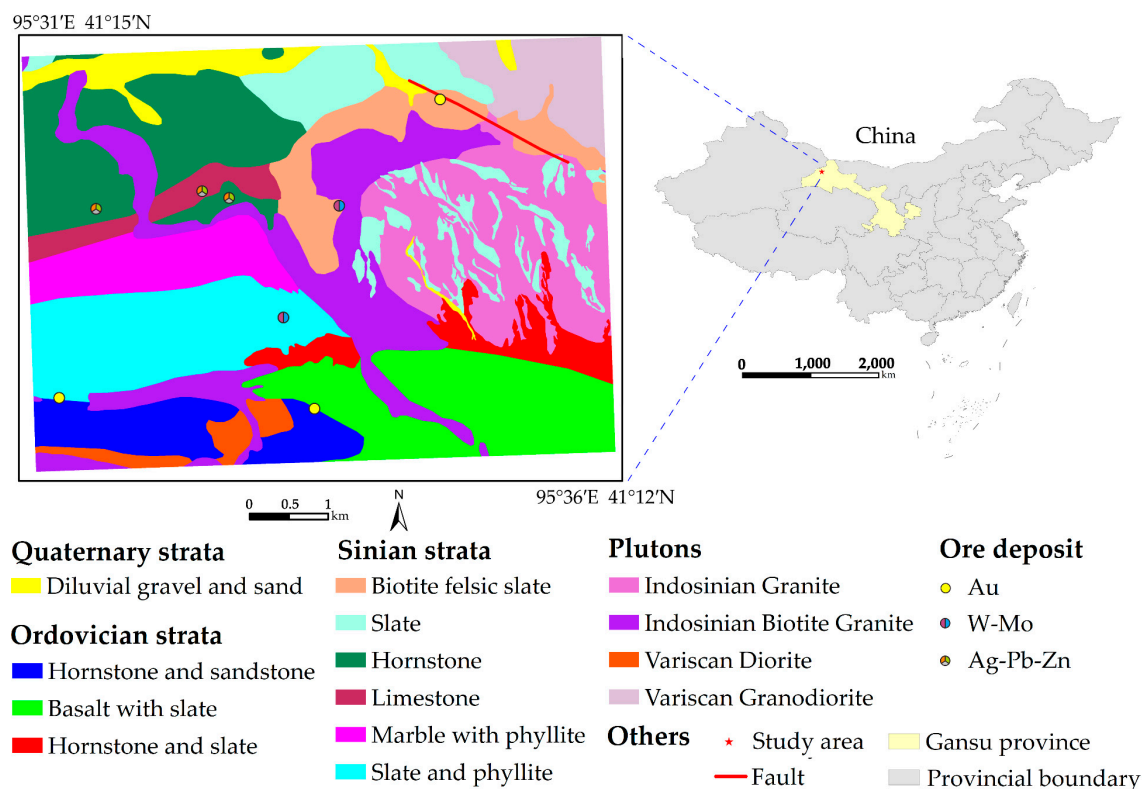 95°31′E 41°15′N
China
0 1,000 2,000
km
95°36′E 41°12′N
0 0.5 1
km
N
Quaternary strata
Diluvial gravel and sand
Ordovician strata
Hornstone and sandstone
Basalt with slate
Hornstone and slate
Sinian strata
Biotite felsic slate
Slate
Hornstone
Limestone
Marble with phyllite
Slate and phyllite
Plutons
Indosinian Granite
Indosinian Biotite Granite
Variscan Diorite
Variscan Granodiorite
Ore deposit
Au
W-Mo
Ag-Pb-Zn
Others
Study area
Fault
Gansu province
Provincial boundary